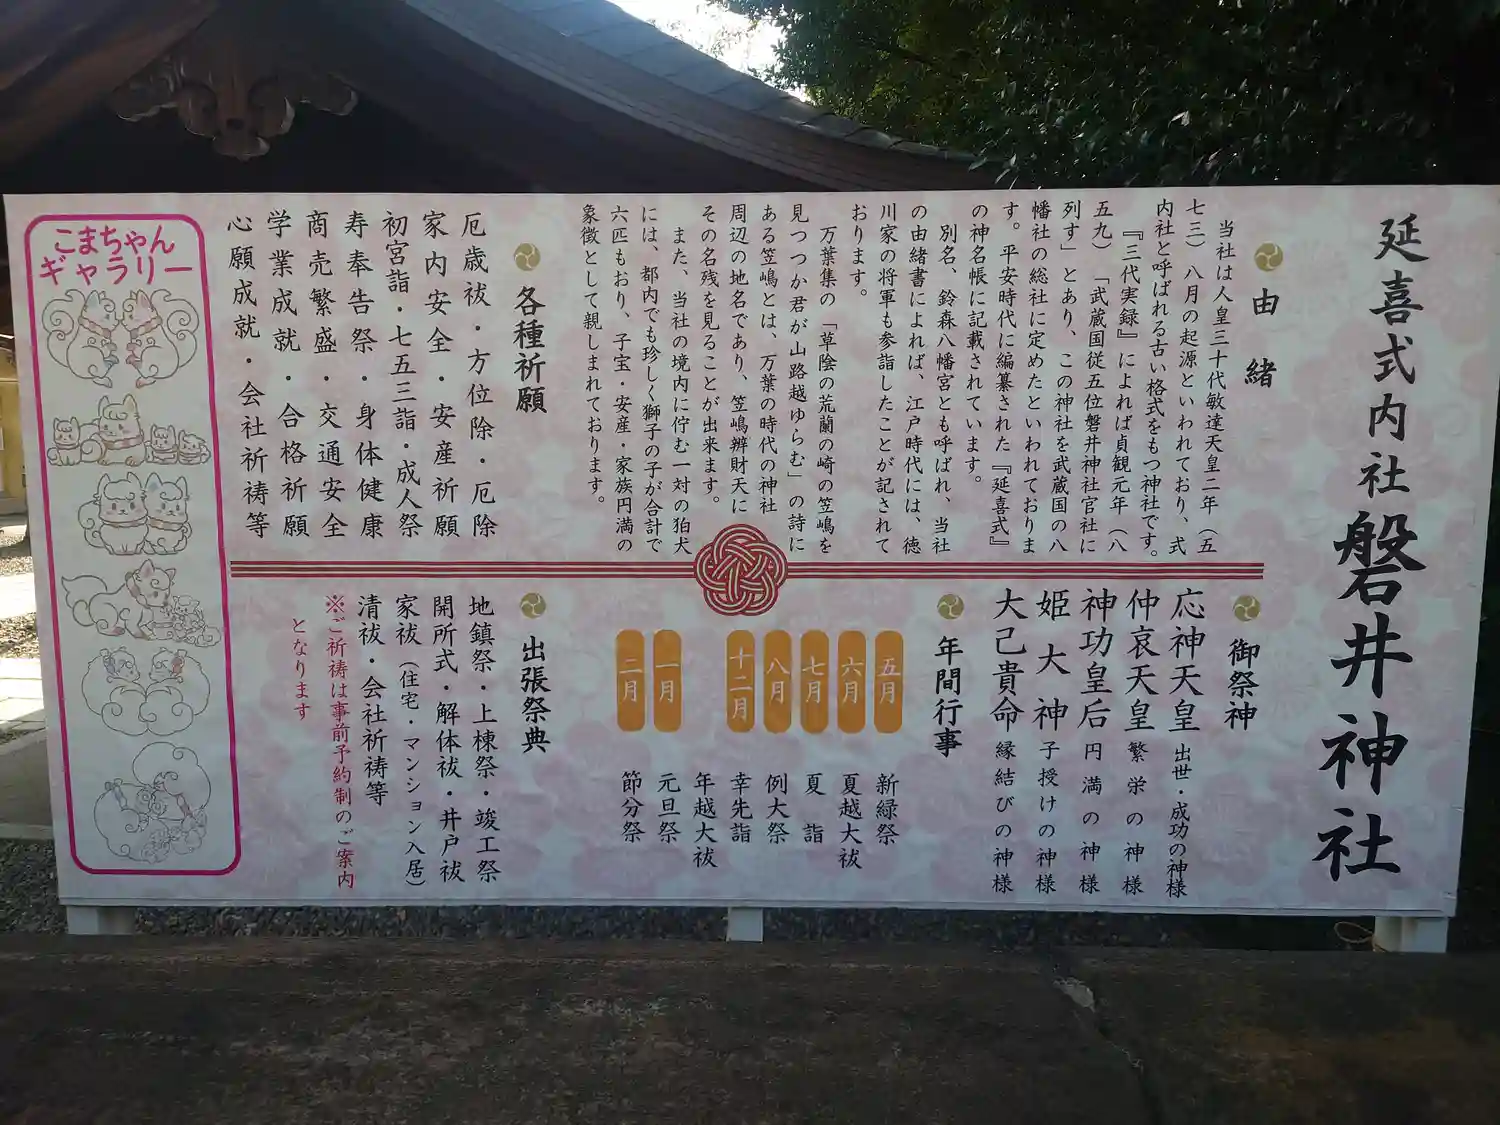 延喜式内社 磐井神社
由緒
当社は人皇三十代敏達天皇二年（五
七三）八月の起源といわれており、式
内社と呼ばれる古い格式をもつ神社です。
『三代実録』によれば貞観元年（八
五九）「武蔵国従五位磐井神社官社に
列す」とあり、この神社を武蔵国の八
幡社の総社に定めたといわれておりま
す。平安時代に編纂された『延喜式』
の神名帳に記載されています。
別名、鈴森八幡宮とも呼ばれ、当社
の由緒書によれば、江戸時代には、徳
川家の将軍も参詣したことが記されて
おります。
万葉集の「草陰の荒藺の崎の笠嶋を
見つつか君が山路越ゆらむ」の詩に
ある笠嶋とは、万葉の時代の神社
周辺の地名であり、笠嶋辨財天に
その名残を見ることが出来ます。
また、当社の境内に佇む一対の狛犬
には、都内でも珍しく獅子の子が合計で
六匹もおり、子宝・安産・家族円満の
象徴として親しまれております。
各種祈願
厄歳祓・方位除・厄除
家内安全・安産祈願
初宮詣・七五三詣・成人祭
寿奉告祭・身体健康
商売繁盛・交通安全
学業成就・合格祈願
心願成就・会社祈祷等
御祭神
応神天皇 出世・成功の神様
仲哀天皇 繁栄の神様
神功皇后 円満の神様
姫大神 子授けの神様
大己貴命 縁結びの神様
年間行事
五月 新緑祭
六月 夏越大祓
七月 夏詣
八月 例大祭
十二月 幸先詣
年越大祓
一月 元旦祭
二月 節分祭
出張祭典
地鎮祭・上棟祭・竣工祭
開所式・解体祓・井戸祓
家祓（住宅・マンション入居）
清祓・会社祈祷等
※ご祈祷は事前予約制のご案内
となります
こまちゃん
ギャラリー